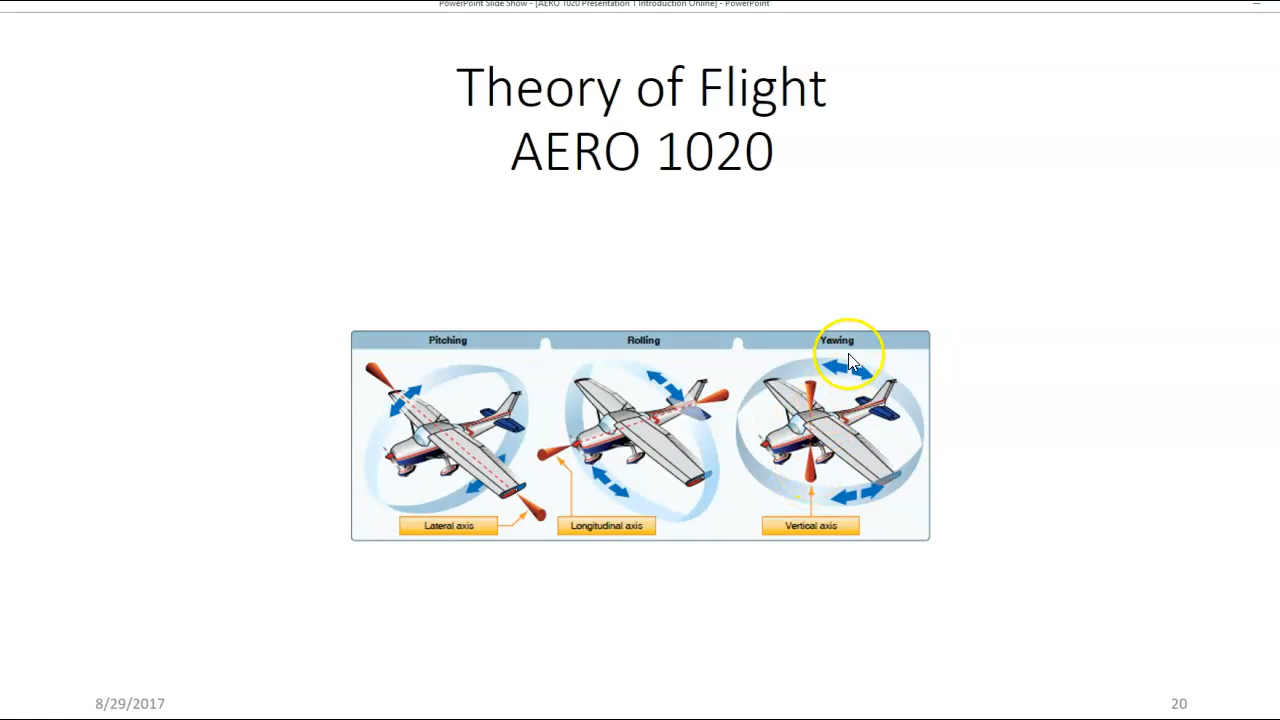 PowerPoint Slide Show - [AERO 1020 Presentation 1 Introduction Online] - PowerPoint
Theory of Flight
AERO 1020
Pitching
Rolling
Yawing
Lateral axis
Longitudinal axis
Vertical axis
8/29/2017
20